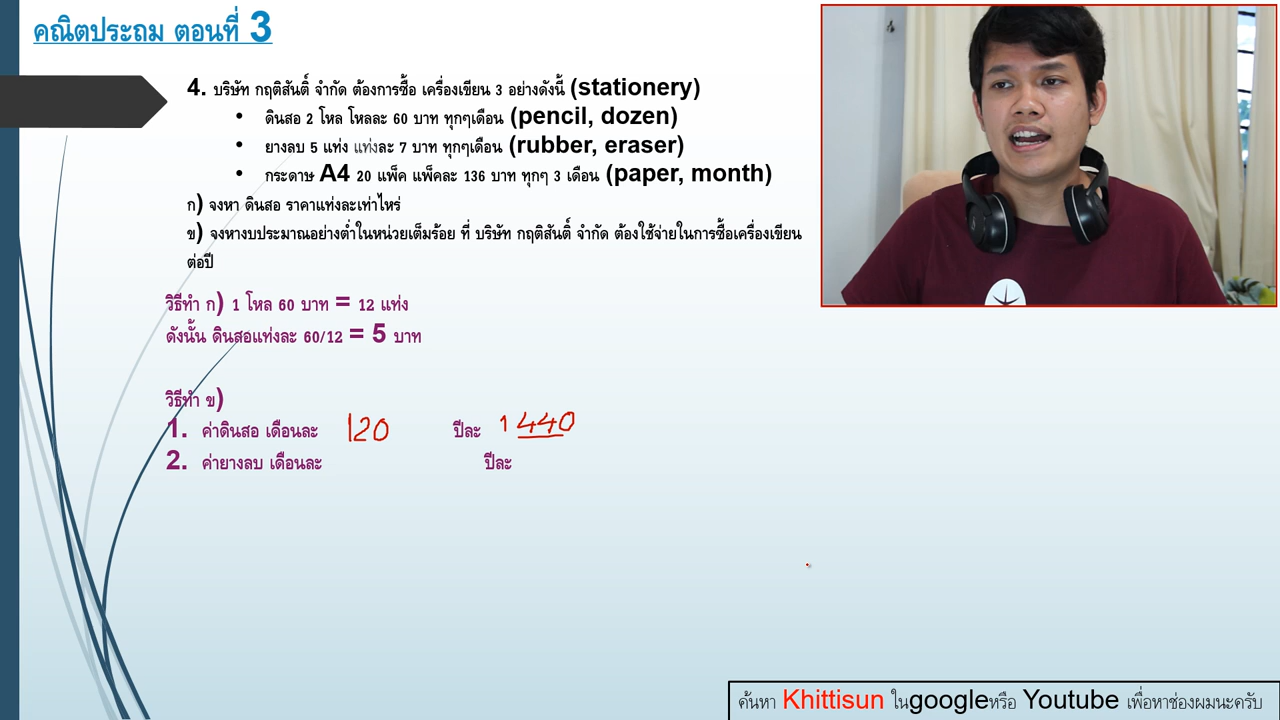 คณิตประถม ตอนที่ 3
4. บริษัท กฤติสันติ์ จำกัด ต้องการซื้อ เครื่องเขียน 3 อย่างดังนี้ (stationery)
• ดินสอ 2 โหล โหลละ 60 บาท ทุกๆเดือน (pencil, dozen)
• ยางลบ 5 แท่ง แท่งละ 7 บาท ทุกๆเดือน (rubber, eraser)
• กระดาษ A4 20 แพ็ค แพ็คละ 136 บาท ทุกๆ 3 เดือน (paper, month)
ก) จงหา ดินสอ ราคาแท่งละเท่าไหร่
ข) จงหางบประมาณอย่างต่ำในหน่วยเต็มร้อย ที่ บริษัท กฤติสันติ์ จำกัด ต้องใช้จ่ายในการซื้อเครื่องเขียน
ต่อปี
วิธีทำ ก) 1 โหล 60 บาท = 12 แท่ง
ดังนั้น ดินสอแท่งละ 60/12 = 5 บาท
วิธีทำ ข)
1. ค่าดินสอ เดือนละ 120 ปีละ 1440
2. ค่ายางลบ เดือนละ ปีละ
ค้นหา Khittisun ในgoogleหรือ Youtube เพื่อหาช่องผมนะครับ